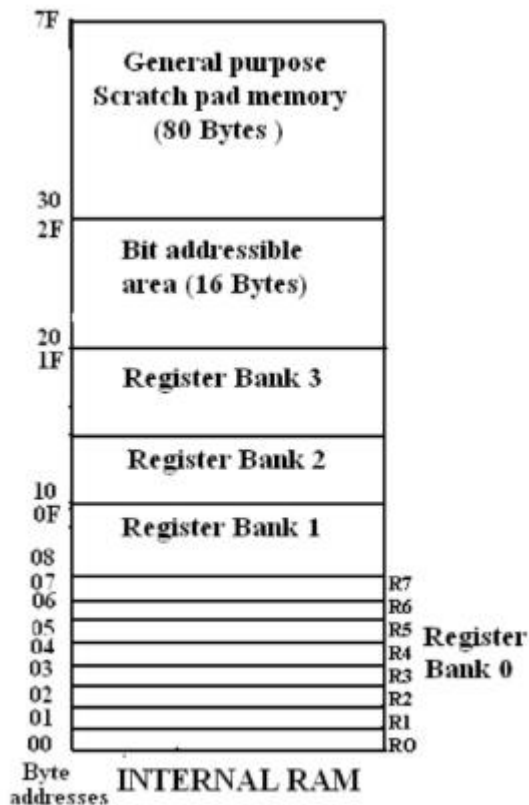 7F
General purpose
Scratch pad memory
(80 Bytes )
30
2F
Bit addressible
area (16 Bytes)
20
1F
Register Bank 3
Register Bank 2
10
0F
Register Bank 1
08
07
R7
06
R6
05
R5
Register
04
R4
Bank 0
03
R3
02
R2
01
R1
00
RO
Byte
addresses
INTERNAL RAM